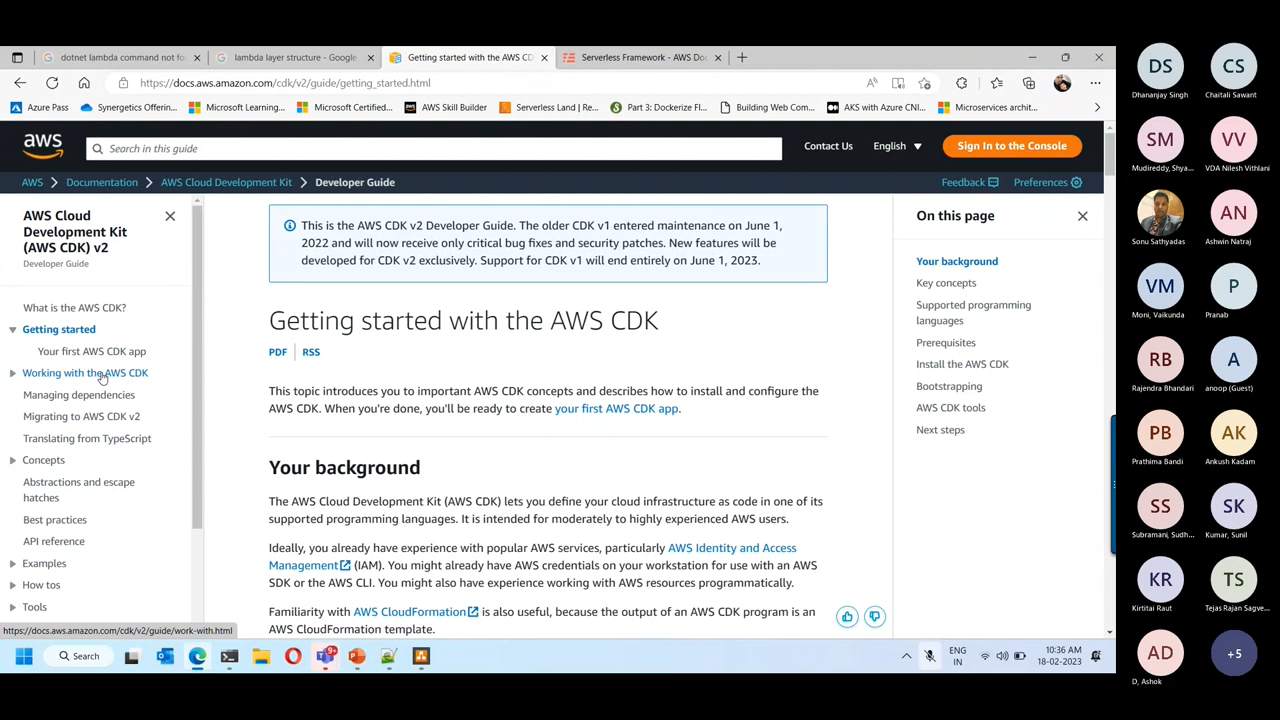 dotnet lambda command not fo
lambda layer structure - Google
Getting started with the AWS CD
Serverless Framework - AWS Doc
https://docs.aws.amazon.com/cdk/v2/guide/getting_started.html
Azure Pass
Synergetics Offerin...
Microsoft Learning...
Microsoft Certified...
AWS Skill Builder
Serverless Land | Re...
Part 3: Dockerize Fl...
Building Web Com...
AKS with Azure CNI...
Microservices archit...
aws
Search in this guide
Contact Us
English
Sign In to the Console
AWS
Documentation
AWS Cloud Development Kit
Developer Guide
Feedback
Preferences
AWS Cloud
Development Kit
(AWS CDK) v2
Developer Guide
What is the AWS CDK?
Getting started
Your first AWS CDK app
Working with the AWS CDK
Managing dependencies
Migrating to AWS CDK v2
Translating from TypeScript
Concepts
Abstractions and escape
hatches
Best practices
API reference
Examples
How tos
Tools
https://docs.aws.amazon.com/cdk/v2/guide/work-with.html
This is the AWS CDK v2 Developer Guide. The older CDK v1 entered maintenance on June 1,
2022 and will now receive only critical bug fixes and security patches. New features will be
developed for CDK v2 exclusively. Support for CDK v1 will end entirely on June 1, 2023.
Getting started with the AWS CDK
PDF
RSS
This topic introduces you to important AWS CDK concepts and describes how to install and configure the
AWS CDK. When you're done, you'll be ready to create your first AWS CDK app.
Your background
The AWS Cloud Development Kit (AWS CDK) lets you define your cloud infrastructure as code in one of its
supported programming languages. It is intended for moderately to highly experienced AWS users.
Ideally, you already have experience with popular AWS services, particularly AWS Identity and Access
Management (IAM). You might already have AWS credentials on your workstation for use with an AWS
SDK or the AWS CLI. You might also have experience working with AWS resources programmatically.
Familiarity with AWS CloudFormation is also useful, because the output of an AWS CDK program is an
AWS CloudFormation template.
On this page
Your background
Key concepts
Supported programming
languages
Prerequisites
Install the AWS CDK
Bootstrapping
AWS CDK tools
Next steps
Search
9+
ENG
IN
10:36 AM
18-02-2023
DS
Dhananjay Singh
CS
Chaitali Sawant
SM
Mudireddy, Shya...
VV
VDA Nilesh Vithlani
Sonu Sathyadas
AN
Ashwin Natraj
VM
Moni, Vaikunda
P
Pranab
RB
Rajendra Bhandari
A
anoop (Guest)
PB
Prathima Bandi
AK
Ankush Kadam
SS
Subramani, Sudh...
SK
Kumar, Sunil
KR
Kirtitai Raut
TS
Tejas Rajan Sagve...
AD
D, Ashok
+5